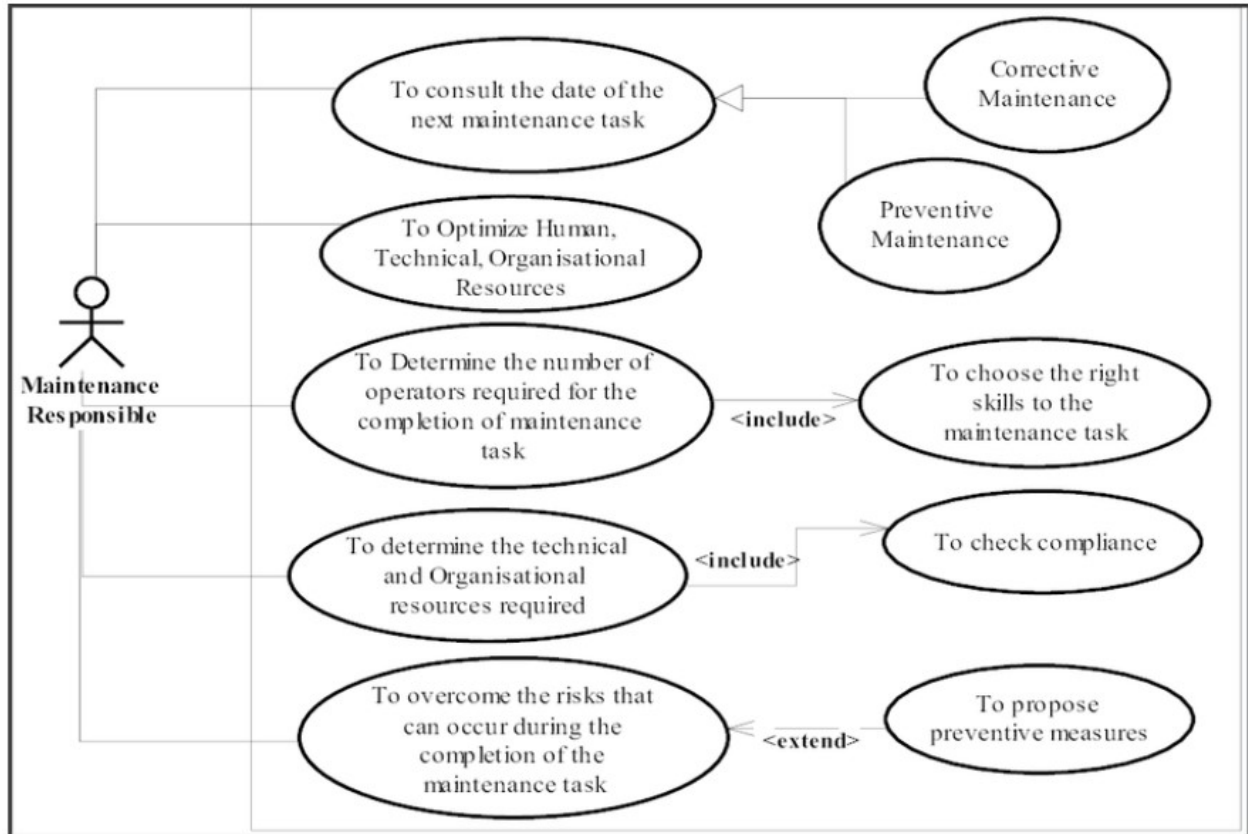 To consult the date of the
next maintenance task
Corrective
Maintenance
Preventive
Maintenance
To Optimize Human,
Technical, Organisational
Resources
Maintenance
Responsible
To Determine the number of
operators required for the
completion of maintenance
task
<include>
To choose the right
skills to the
maintenance task
To determine the technical
and Organisational
resources required
<include>
To check compliance
To overcome the risks that
can occur during the
completion of the
maintenance task
<extend>
To propose
preventive measures